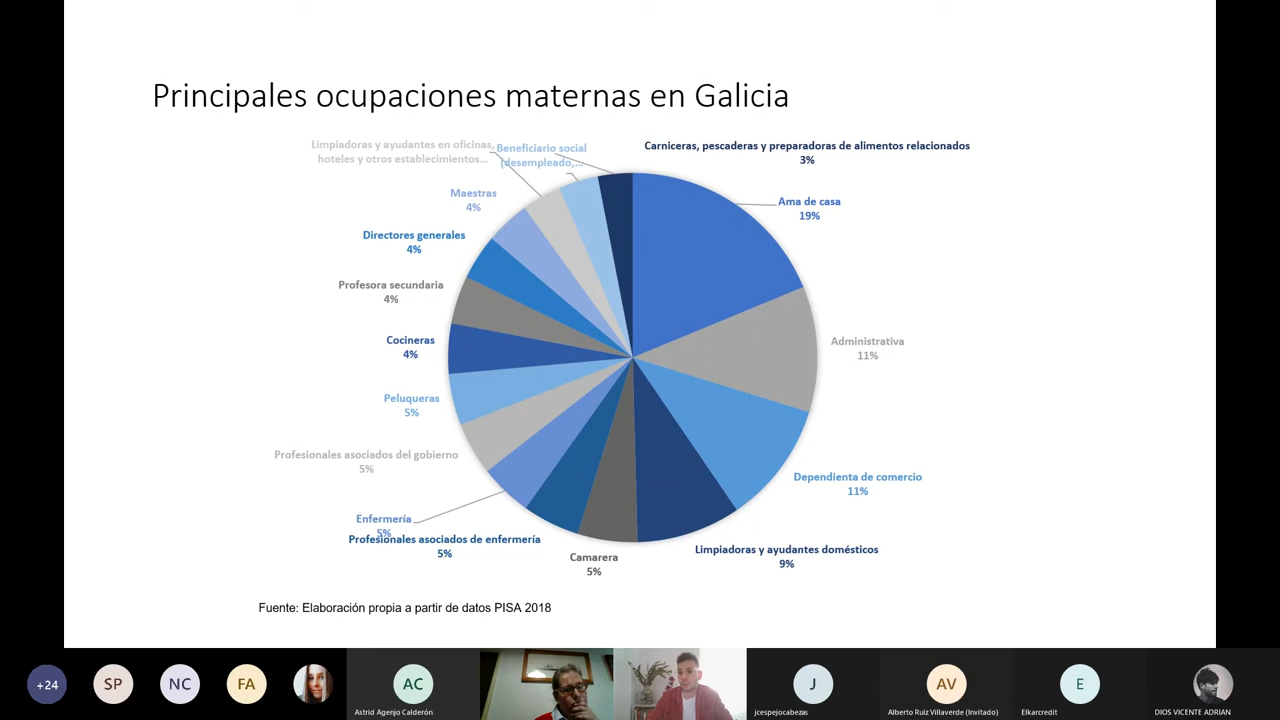 Principales ocupaciones maternas en Galicia
Limpiadoras y ayudantes en oficinas,
hoteles y otros establecimientos...
Beneficiario social
(desempleado,...
Carniceras, pescaderas y preparadoras de alimentos relacionados
3%
Ama de casa
19%
Maestras
4%
Directores generales
4%
Profesora secundaria
4%
Administrativa
11%
Cocineras
4%
Peluqueras
5%
Profesionales asociados del gobierno
5%
Dependienta de comercio
11%
Enfermería
5%
Profesionales asociados de enfermería
5%
Camarera
5%
Limpiadoras y ayudantes domésticos
9%
Fuente: Elaboración propia a partir de datos PISA 2018
+24
SP
NC
FA
AC
J
AV
E
Astrid Agenjo Calderón
jcespejocabezas
Alberto Ruiz Villaverde (Invitado)
Elkarcredit
DIOS VICENTE ADRIAN